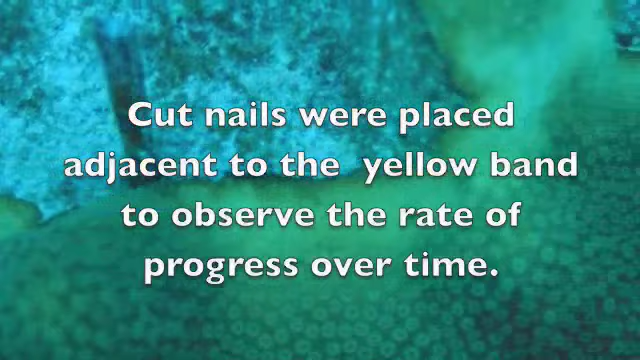 Cut nails were placed
adjacent to the  yellow band
to observe the rate of
progress over time.